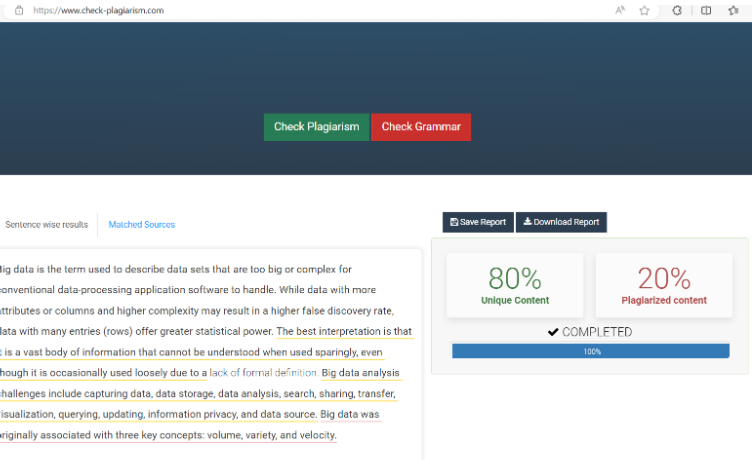 https://www.check-plagiarism.com
Check Plagiarism
Check Grammar
Sentence wise results
Matched Sources
Save Report
Download Report
ig data is the term used to describe data sets that are too big or complex for
onventional data-processing application software to handle. While data with more
ttributes or columns and higher complexity may result in a higher false discovery rate,
ata with many entries (rows) offer greater statistical power. The best interpretation is that
t is a vast body of information that cannot be understood when used sparingly, even
hough it is occasionally used loosely due to a lack of formal definition. Big data analysis
hallenges include capturing data, data storage, data analysis, search, sharing, transfer,
isualization, querying, updating, information privacy, and data source. Big data was
riginally associated with three key concepts: volume, variety, and velocity.
80%
Unique Content
20%
Plagiarized content
COMPLETED
100%